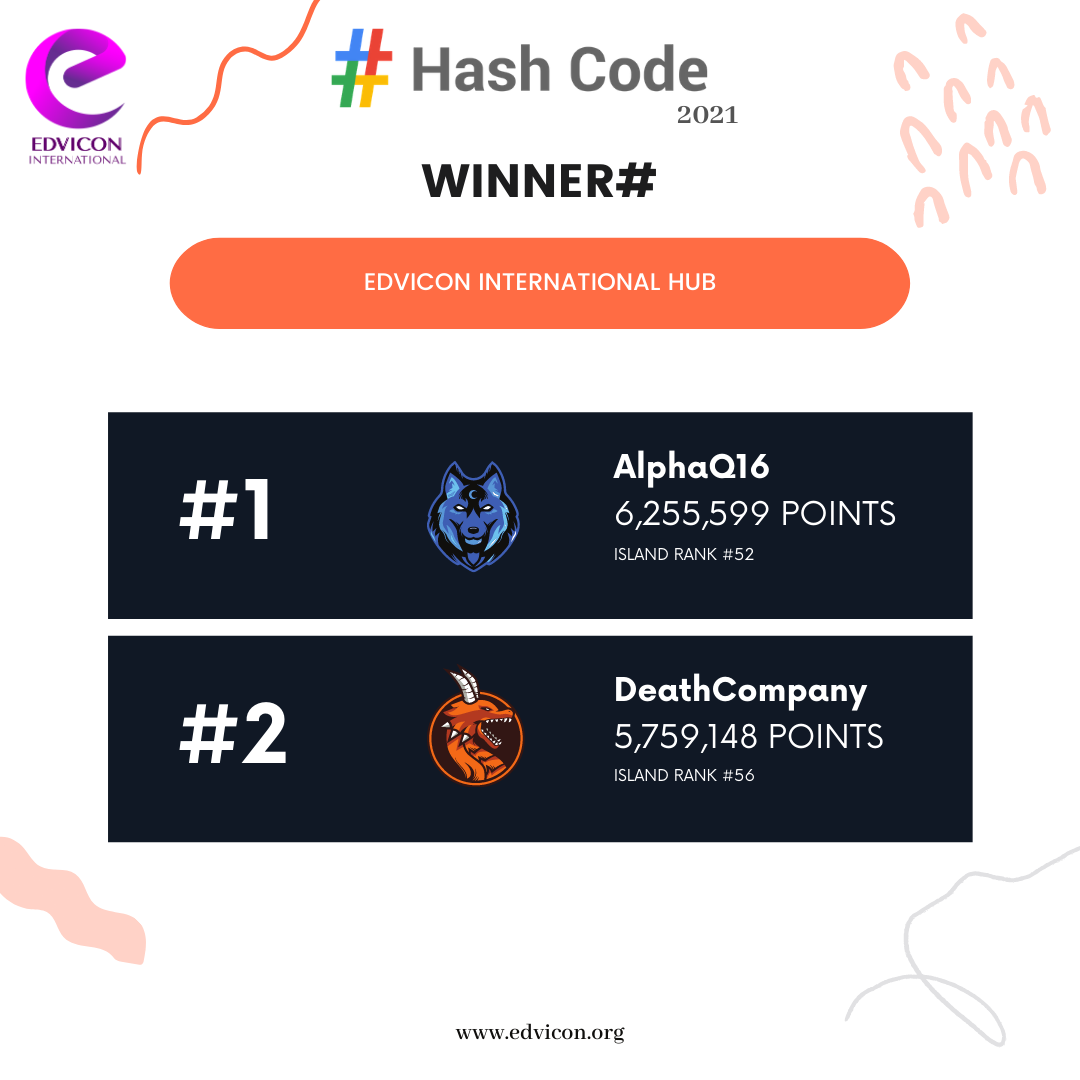 EDVICON
INTERNATIONAL
# Hash Code
2021
WINNER#
EDVICON INTERNATIONAL HUB
#1
AlphaQ16
6,255,599 POINTS
ISLAND RANK #52
#2
DeathCompany
5,759,148 POINTS
ISLAND RANK #56
www.edvicon.org